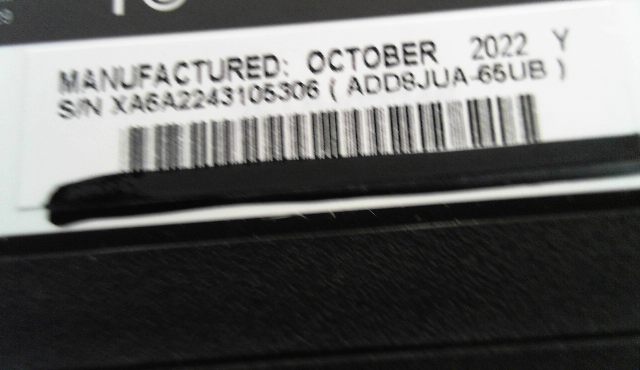 MANUFACTURED: OCTOBER 2022 Y
S/N XA6A2243105306 ( ADD8JUA-65UB )